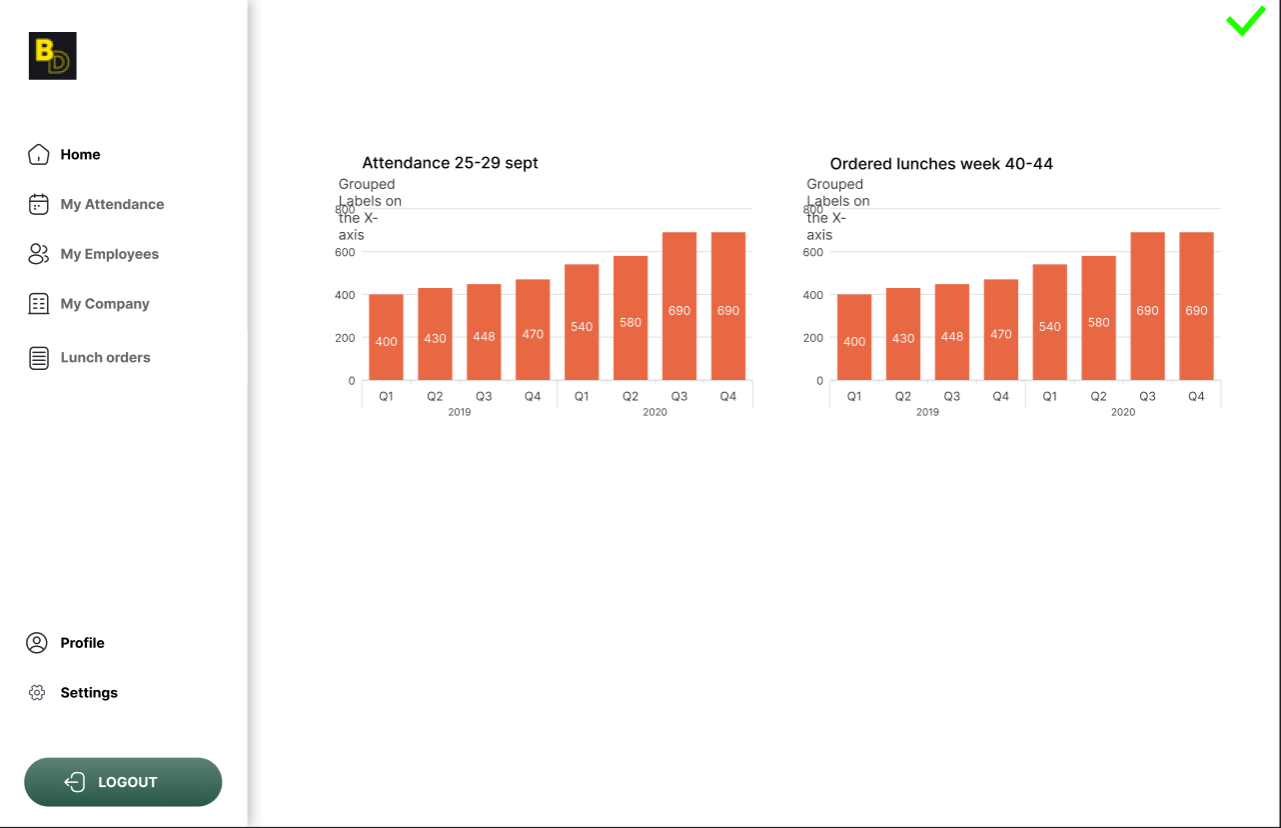 BD
Home
My Attendance
My Employees
My Company
Lunch orders
Profile
Settings
LOGOUT
Attendance 25-29 sept
Grouped
Labels on
the X-
axis
800
600
400
200
0
400 430 448 470 540 580 690 690
Q1 Q2 Q3 Q4 Q1 Q2 Q3 Q4
2019 2020
Ordered lunches week 40-44
Grouped
Labels on
the X-
axis
800
600
400
200
0
400 430 448 470 540 580 690 690
Q1 Q2 Q3 Q4 Q1 Q2 Q3 Q4
2019 2020